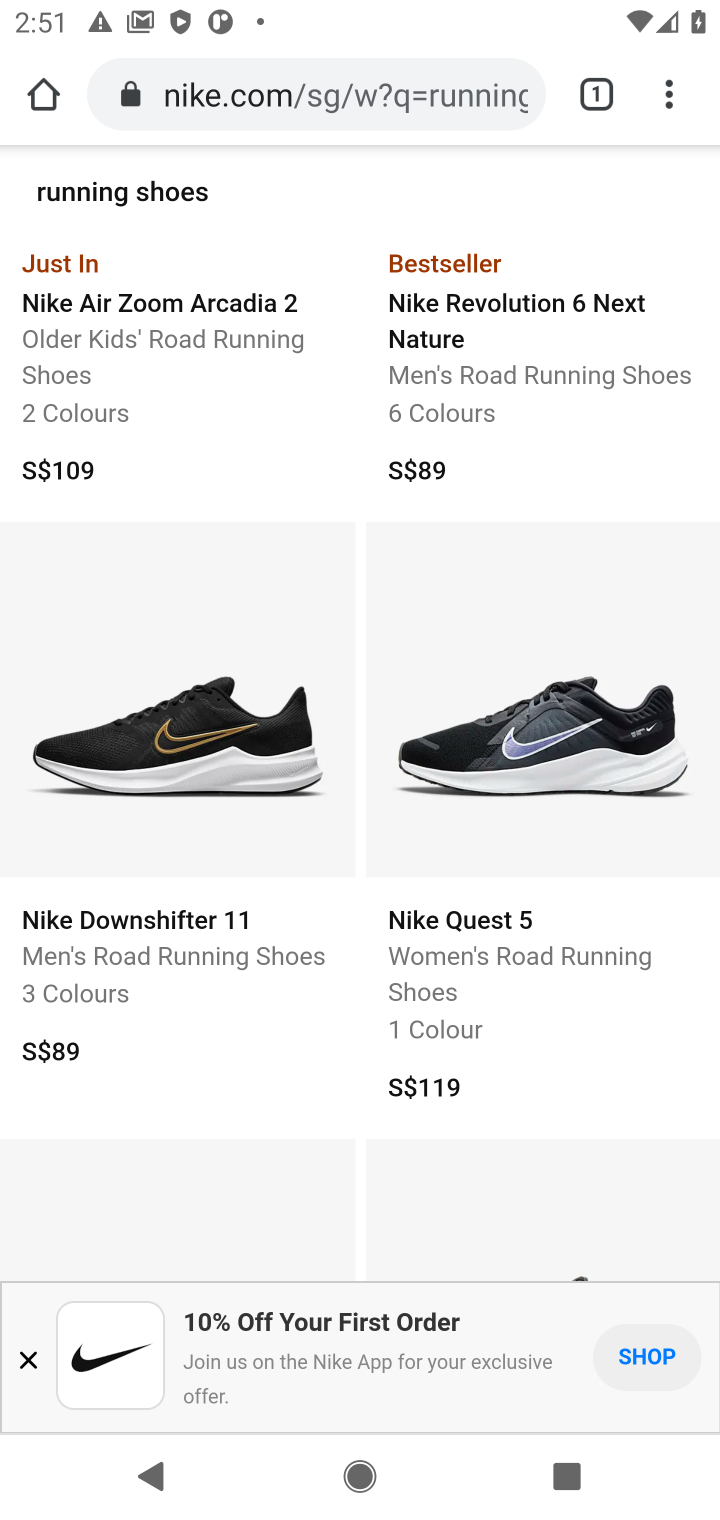 2:51
1
nike.com/sg/w?q=running
running shoes
Just In
Nike Air Zoom Arcadia 2
Older Kids' Road Running
Shoes
2 Colours
S$109
Bestseller
Nike Revolution 6 Next
Nature
Men's Road Running Shoes
6 Colours
S$89
Nike Downshifter 11
Men's Road Running Shoes
3 Colours
S$89
Nike Quest 5
Women's Road Running
Shoes
1 Colour
S$119
10% Off Your First Order
Join us on the Nike App for your exclusive
offer.
SHOP